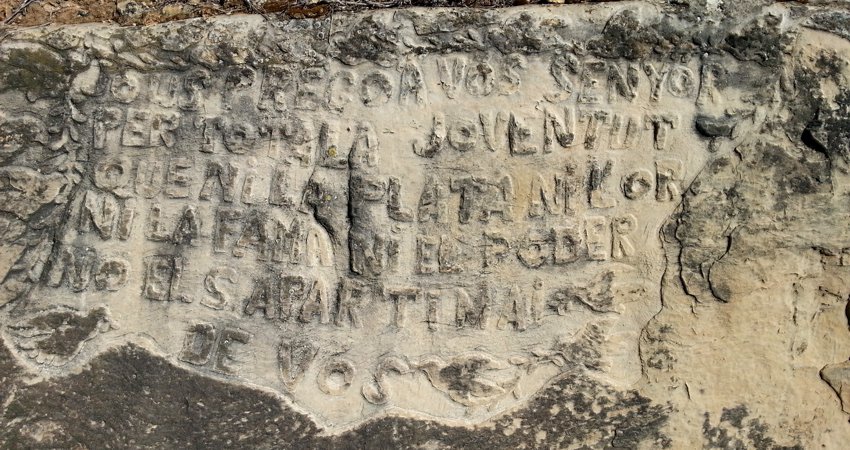 OUS PREGO A VOS SENYOR
PER TOTA LA JOVENTUT
QUE NI LA PLATA NI L'OR
NI LA FAMA NI EL PODER
NO ELS APARTI MAI
DE VOS